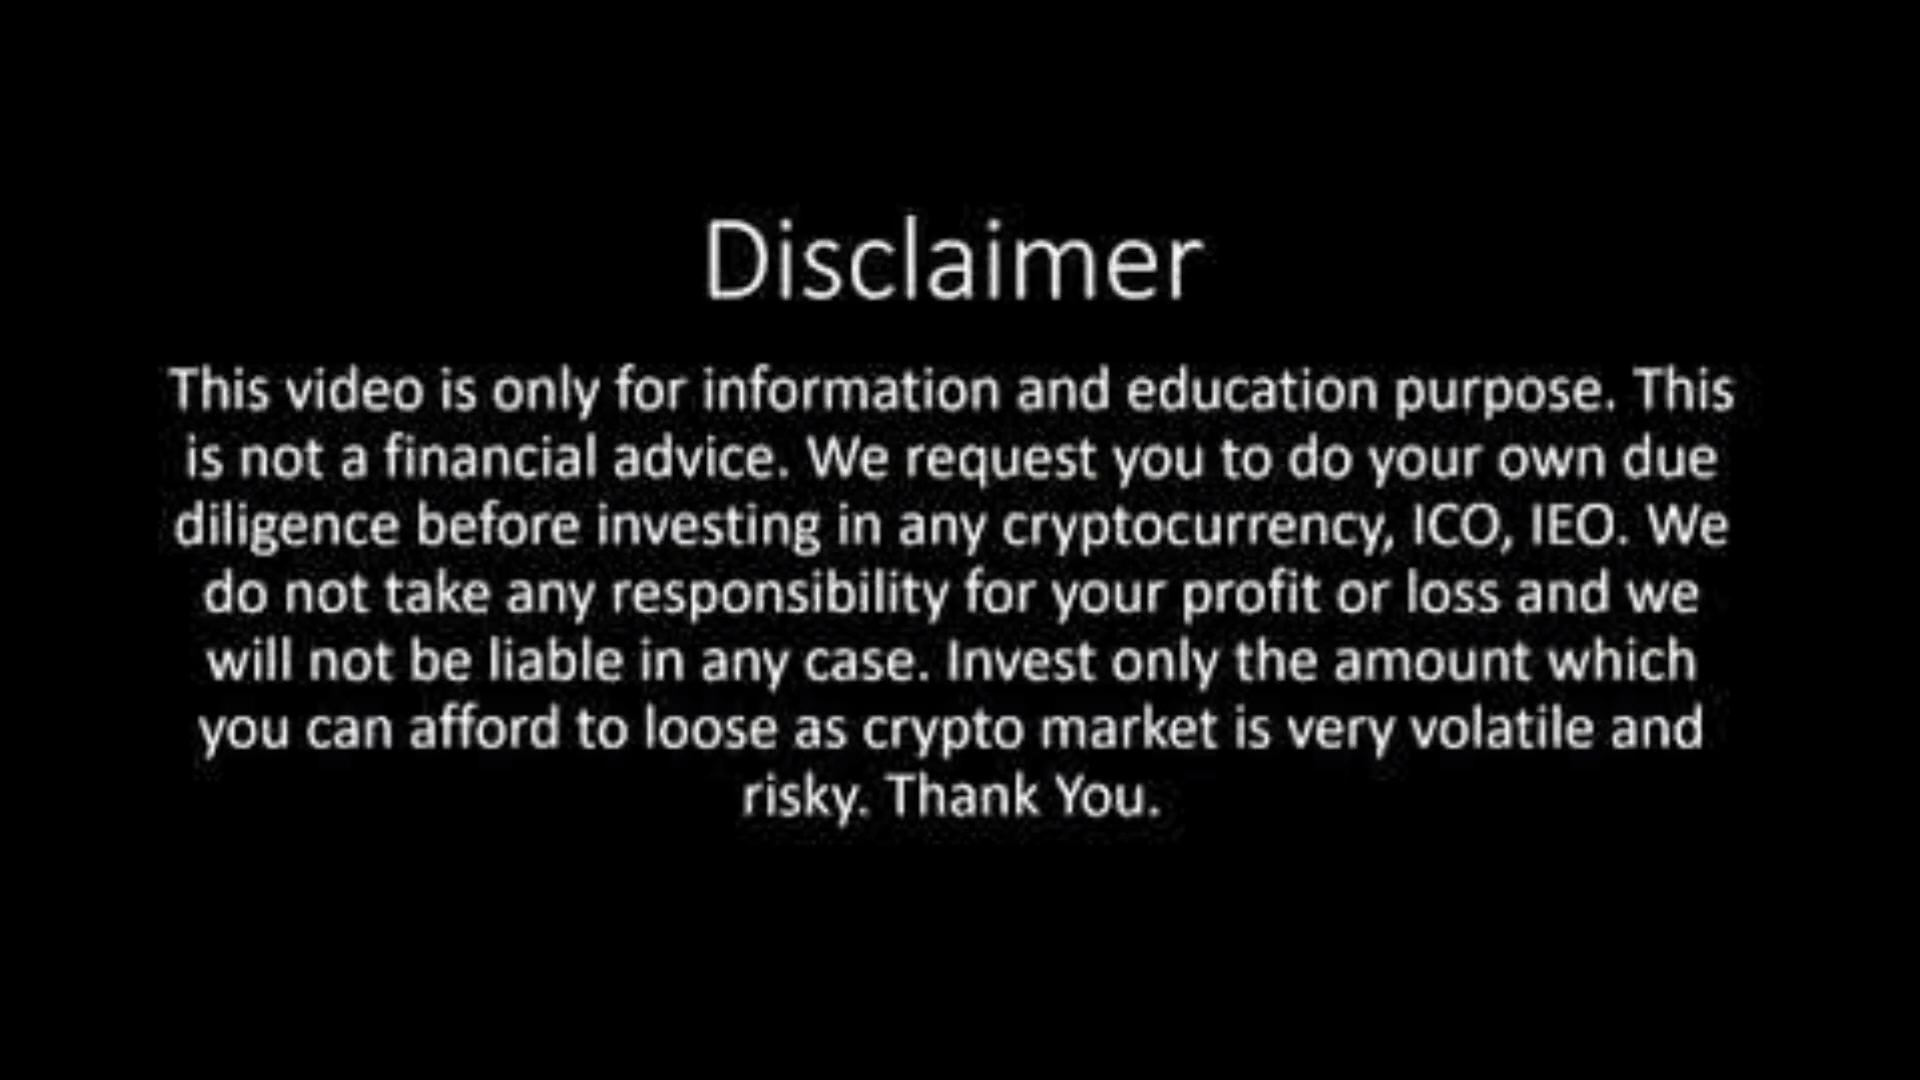 Disclaimer
This video is only for information and education purpose. This
is not a financial advice. We request you to do your own due
diligence before investing in any cryptocurrency, ICO, IEO. We
do not take any responsibility for your profit or loss and we
will not be liable in any case. Invest only the amount which
you can afford to loose as crypto market is very volatile and
risky. Thank You.